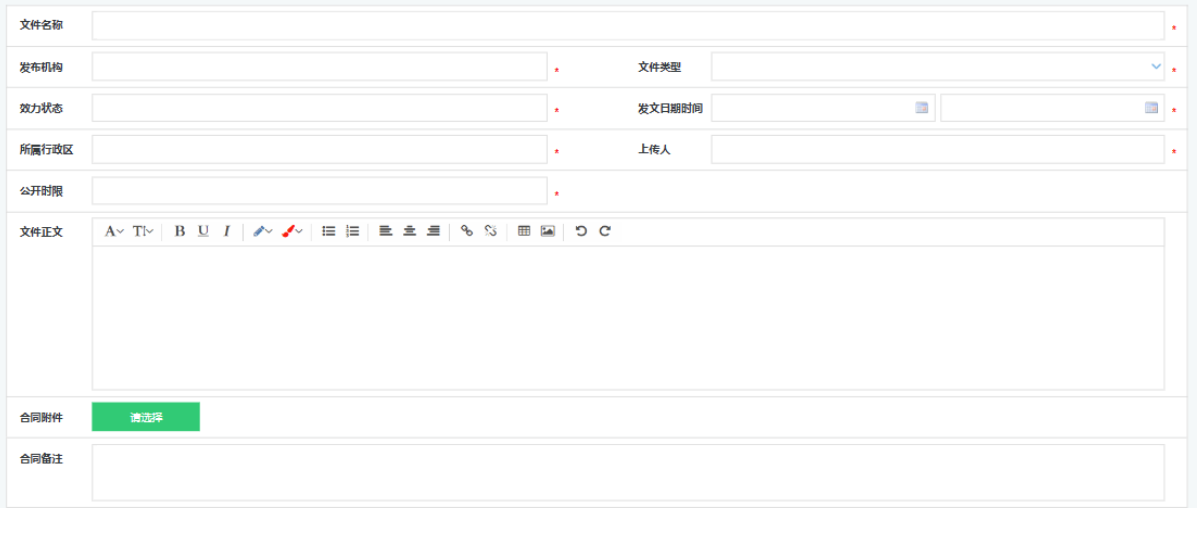 文件名称 *
发布机构 * 文件类型 *
效力状态 * 发文日期时间 *
所属行政区 * 上传人 *
公开时限 *
文件正文 A TI B U I
合同附件 请选择
合同备注